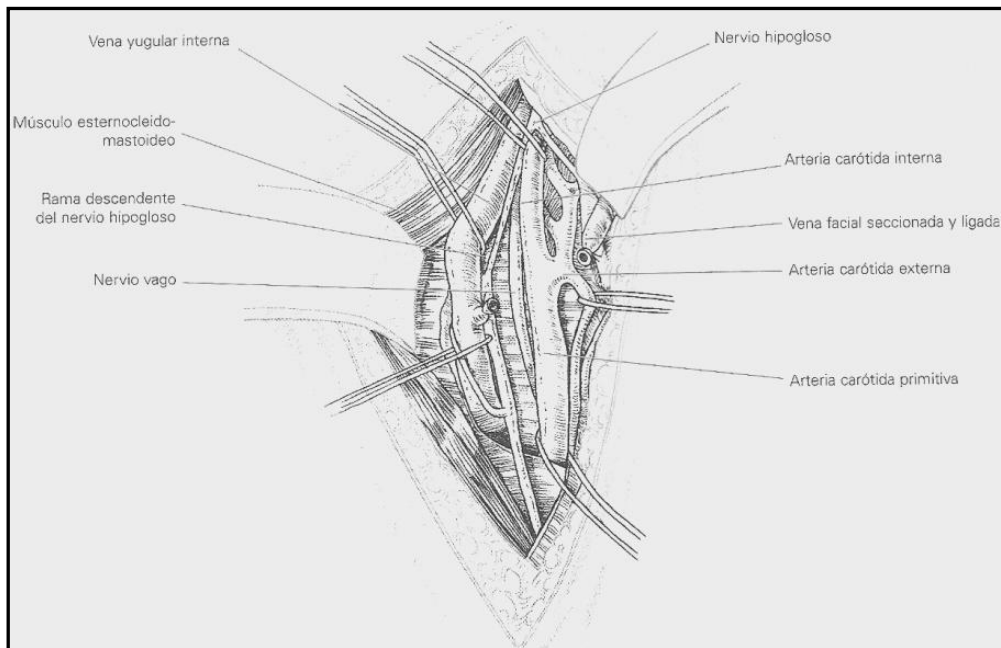 Vena yugular interna
Músculo esternocleido-
mastoideo
Rama descendente
del nervio hipogloso
Nervio vago
Nervio hipogloso
Arteria carótida interna
Vena facial seccionada y ligada
Arteria carótida externa
Arteria carótida primitiva